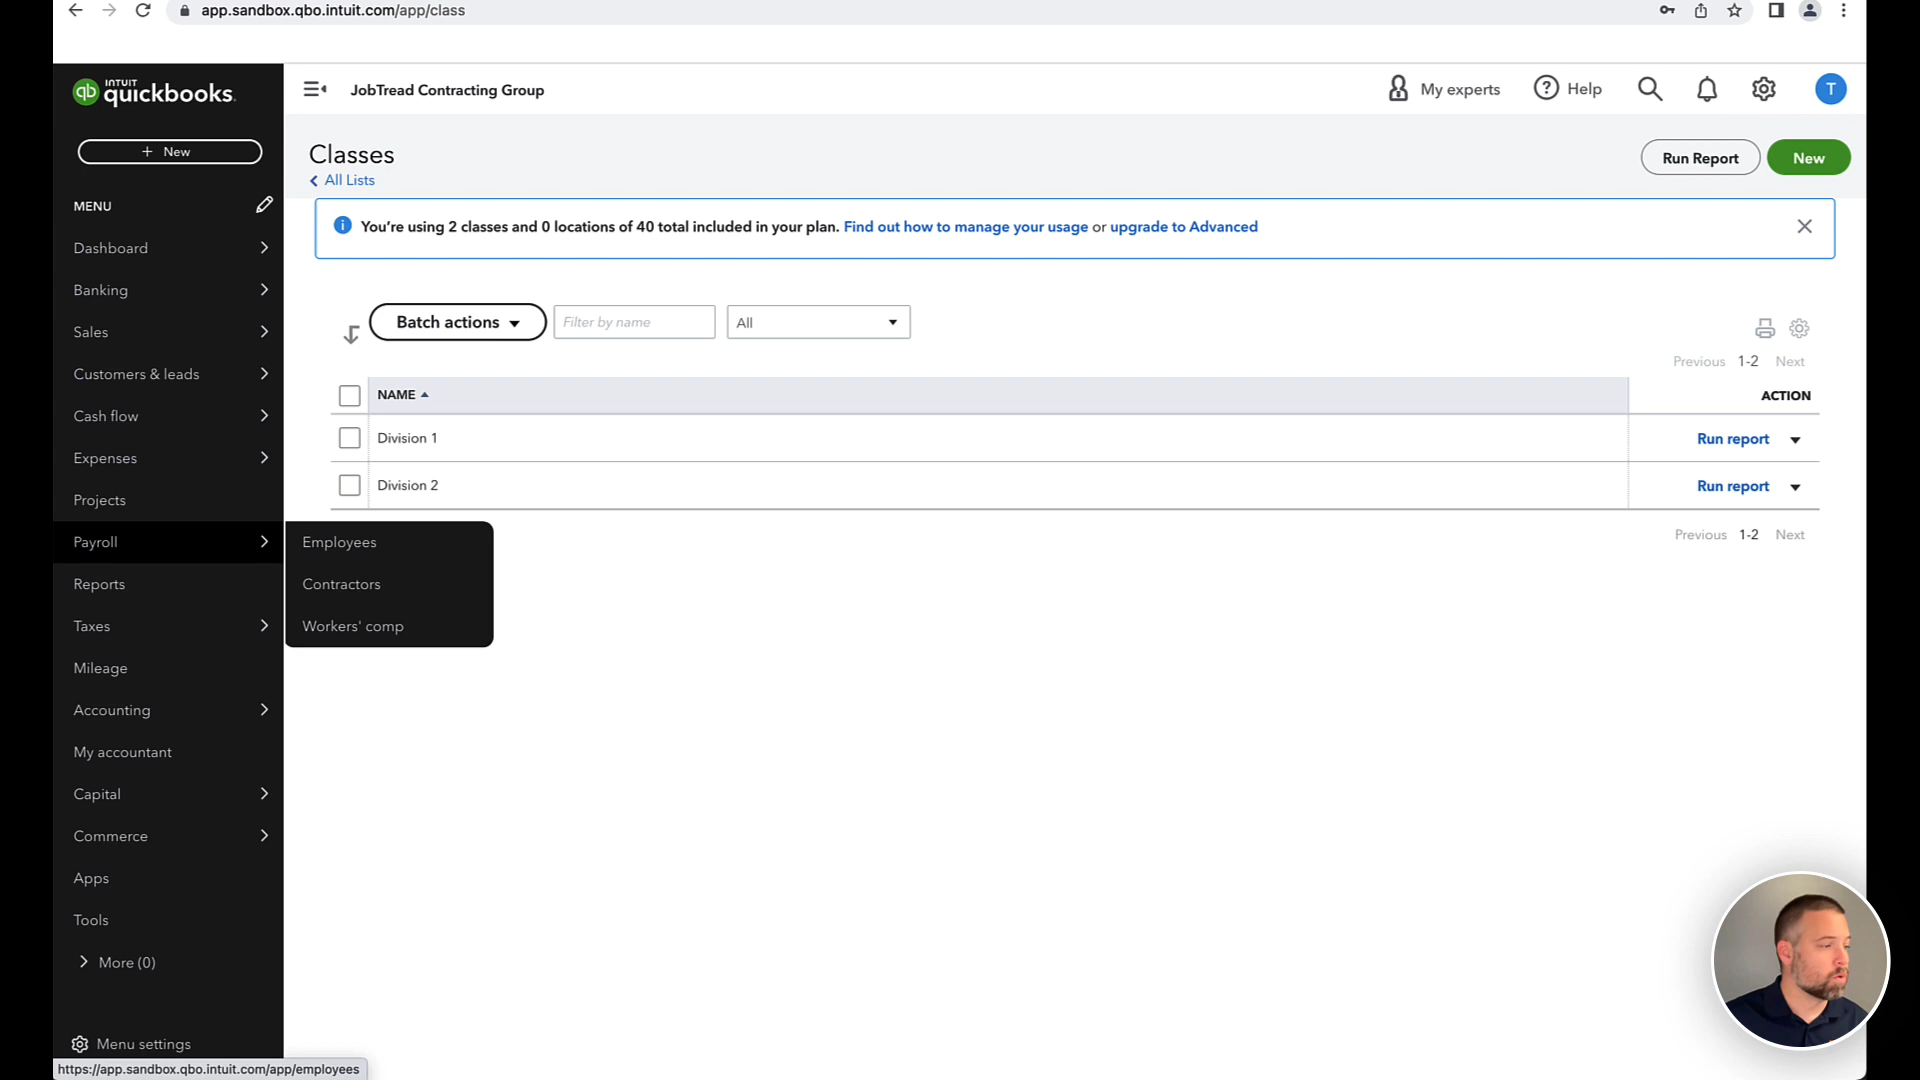 app.sandbox.qbo.intuit.com/app/class
INTUIT
quickbooks.
JobTread Contracting Group
My experts
Help
T
+ New
Classes
All Lists
Run Report
New
MENU
You're using 2 classes and 0 locations of 40 total included in your plan. Find out how to manage your usage or upgrade to Advanced
Dashboard
Banking
Sales
Customers & leads
Cash flow
Expenses
Projects
Payroll
Reports
Taxes
Mileage
Accounting
My accountant
Capital
Commerce
Apps
Tools
More (0)
Menu settings
Employees
Contractors
Workers' comp
Batch actions
Filter by name
All
Previous 1-2 Next
NAME
ACTION
Division 1
Run report
Division 2
Run report
Previous 1-2 Next
https://app.sandbox.qbo.intuit.com/app/employees